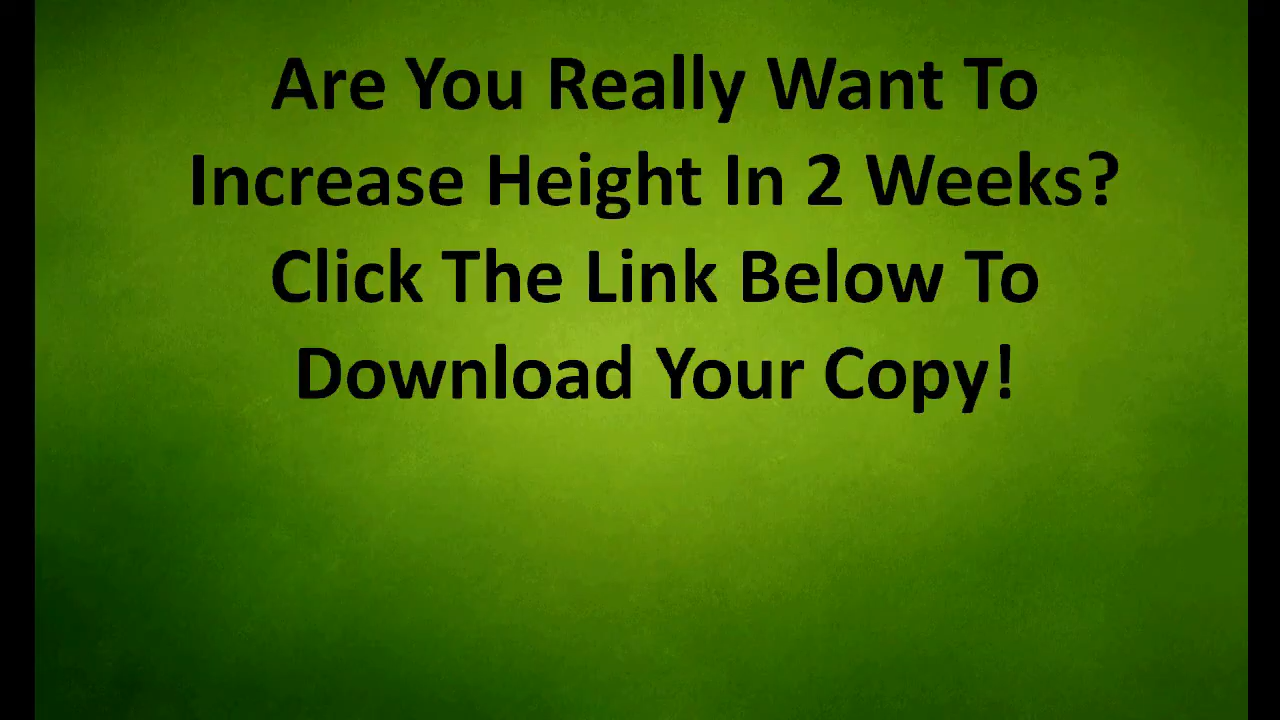 Are You Really Want To
Increase Height In 2 Weeks?
Click The Link Below To
Download Your Copy!